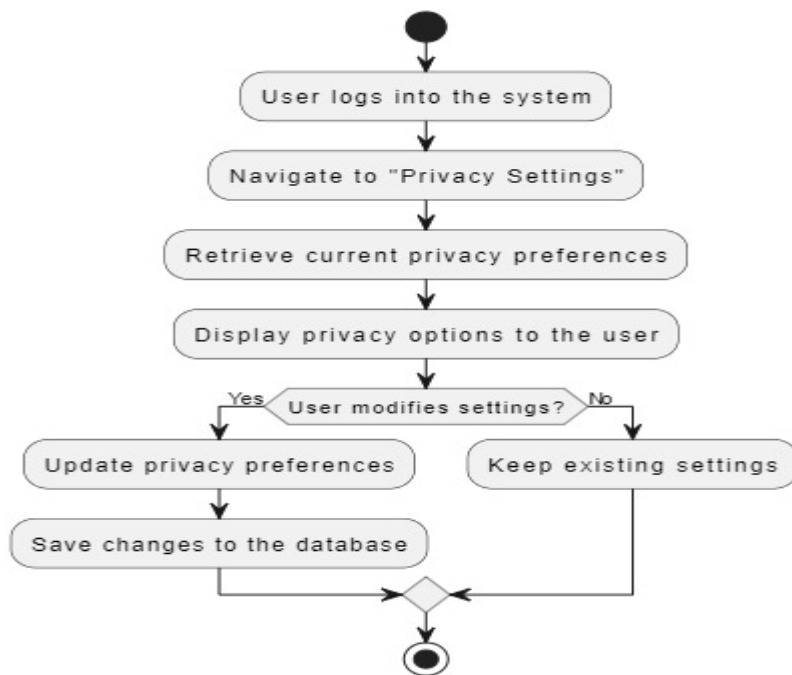 User logs into the system
Navigate to "Privacy Settings"
Retrieve current privacy preferences
Display privacy options to the user
Yes
User modifies settings?
No
Update privacy preferences
Keep existing settings
Save changes to the database